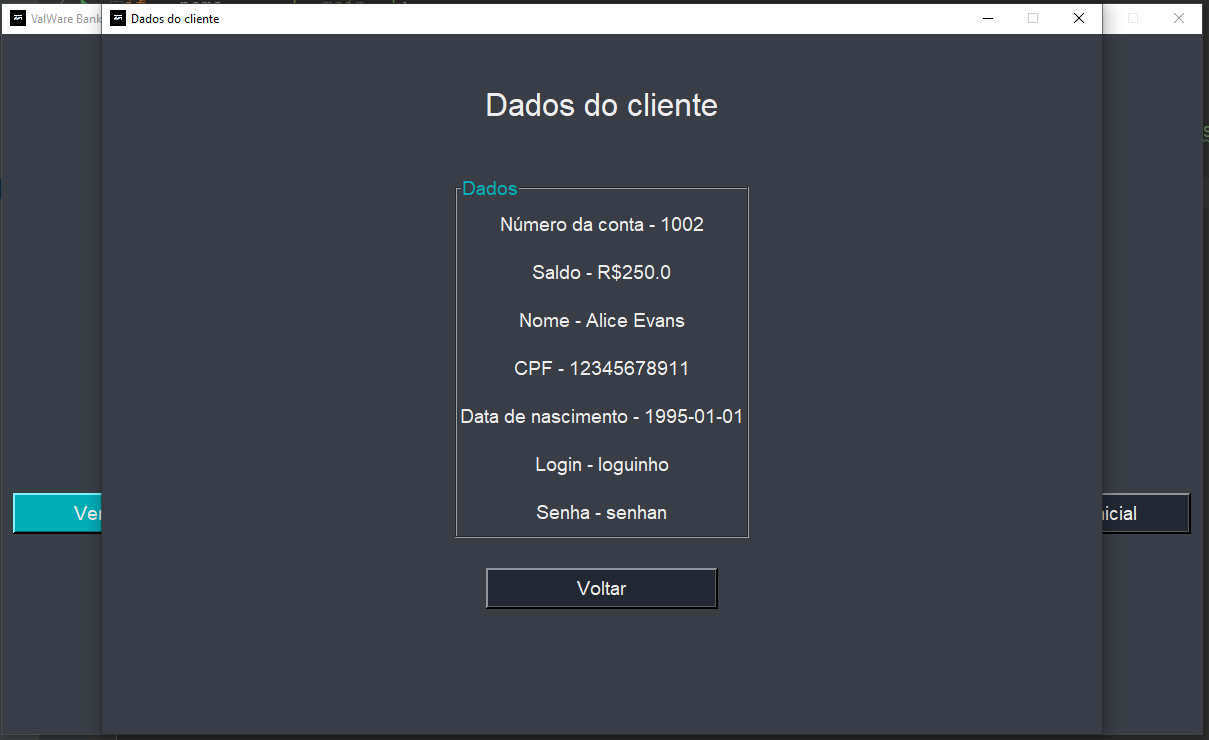 ValWare Bank
Dados do cliente
Dados do cliente
Dados
Número da conta - 1002
Saldo - R$250.0
Nome - Alice Evans
CPF - 12345678911
Data de nascimento - 1995-01-01
Login - loguinho
Senha - senhan
Ver
icial
Voltar